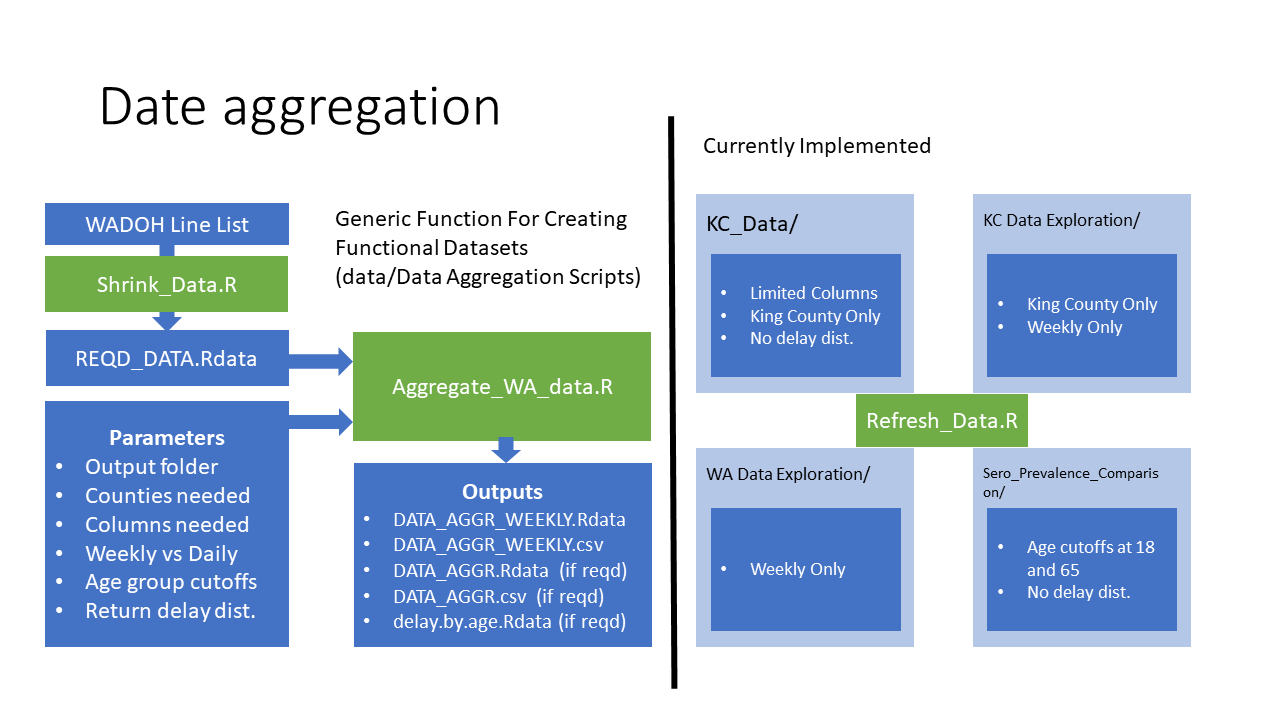 Date aggregation
WADOH Line List
Shrink_Data.R
REQD_DATA.Rdata
Parameters
• Output folder
• Counties needed
• Columns needed
• Weekly vs Daily
• Age group cutoffs
• Return delay dist.
Generic Function For Creating
Functional Datasets
(data/Data Aggregation Scripts)
Aggregate_WA_data.R
Outputs
• DATA_AGGR_WEEKLY.Rdata
• DATA_AGGR_WEEKLY.csv
• DATA_AGGR.Rdata (if reqd)
• DATA_AGGR.csv (if reqd)
• delay.by.age.Rdata (if reqd)
Currently Implemented
KC_Data/
• Limited Columns
• King County Only
• No delay dist.
KC Data Exploration/
• King County Only
• Weekly Only
Refresh_Data.R
WA Data Exploration/
• Weekly Only
Sero_Prevalence_Comparis
on/
• Age cutoffs at 18
and 65
• No delay dist.